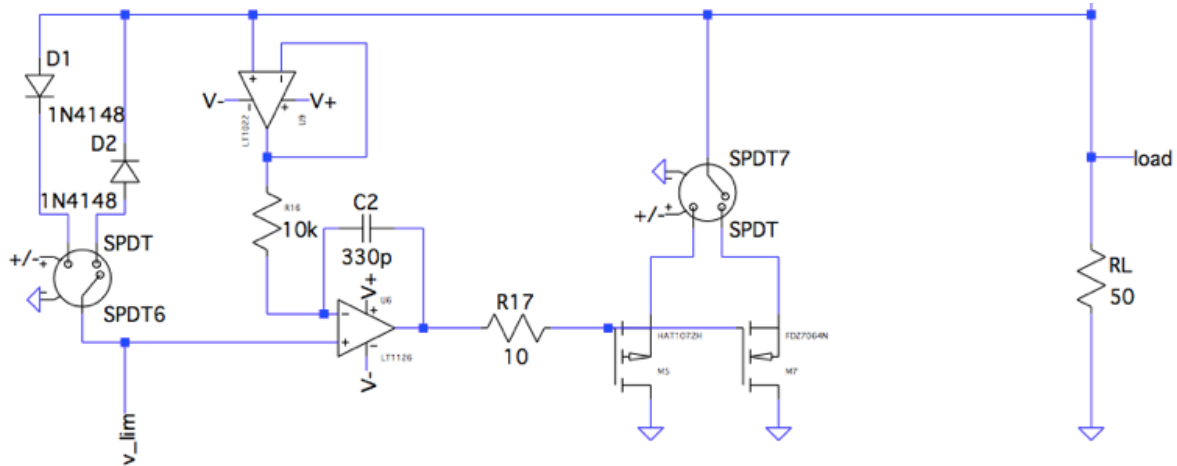 D1
1N4148
D2
1N4148
+/-
SPDT
SPDT6
v_lim
V-
V+
LT1022
U9
R16
10k
C2
330p
V+
U6
LT1126
V-
R17
10
SPDT7
+/-
SPDT
HAT1072H
M5
FDZ7064N
M7
load
RL
50